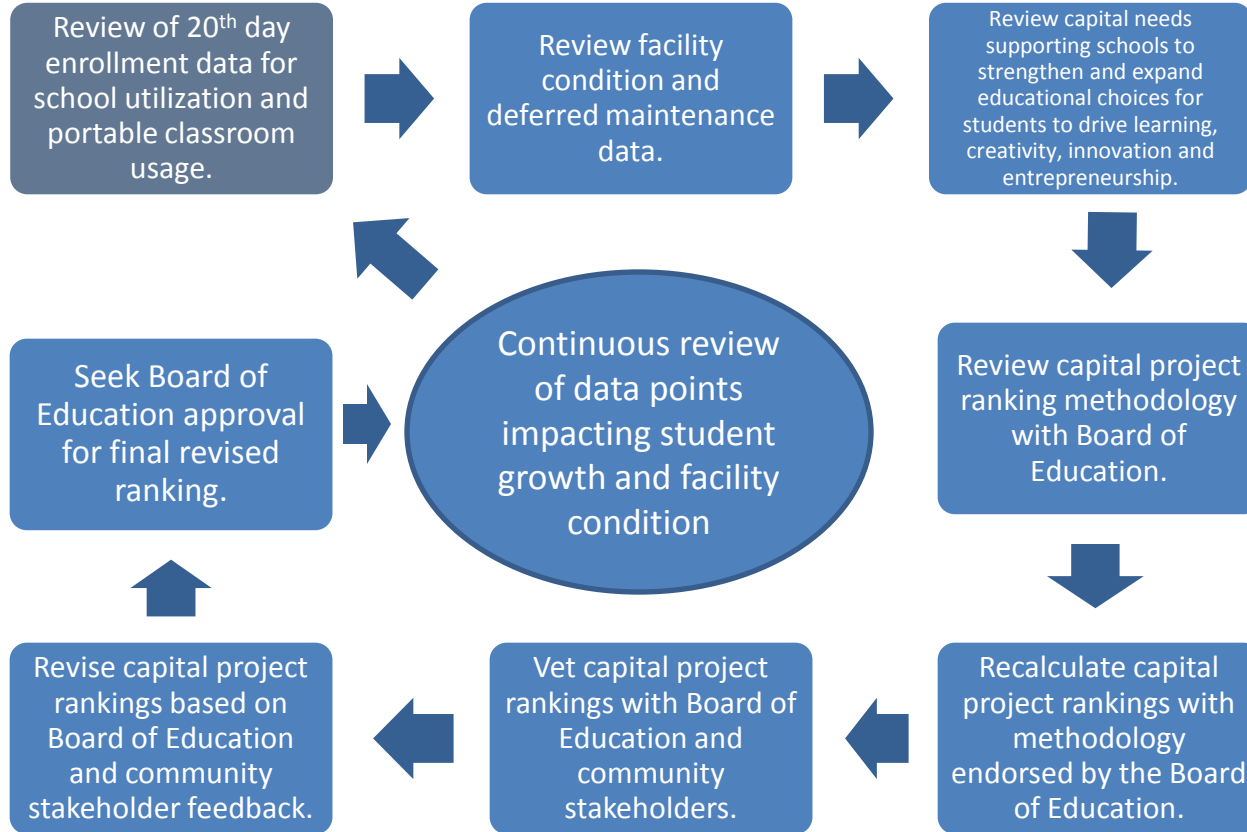 Review of 20th day
enrollment data for
school utilization and
portable classroom
usage.
Review facility
condition and
deferred maintenance
data.
Review capital needs
supporting schools to
strengthen and expand
educational choices for
students to drive learning,
creativity, innovation and
entrepreneurship.
Review capital project
ranking methodology
with Board of
Education.
Recalculate capital
project rankings with
methodology
endorsed by the Board
of Education.
Vet capital project
rankings with Board of
Education and
community
stakeholders.
Revise capital project
rankings based on
Board of Education
and community
stakeholder feedback.
Seek Board of
Education approval
for final revised
ranking.
Continuous review
of data points
impacting student
growth and facility
condition